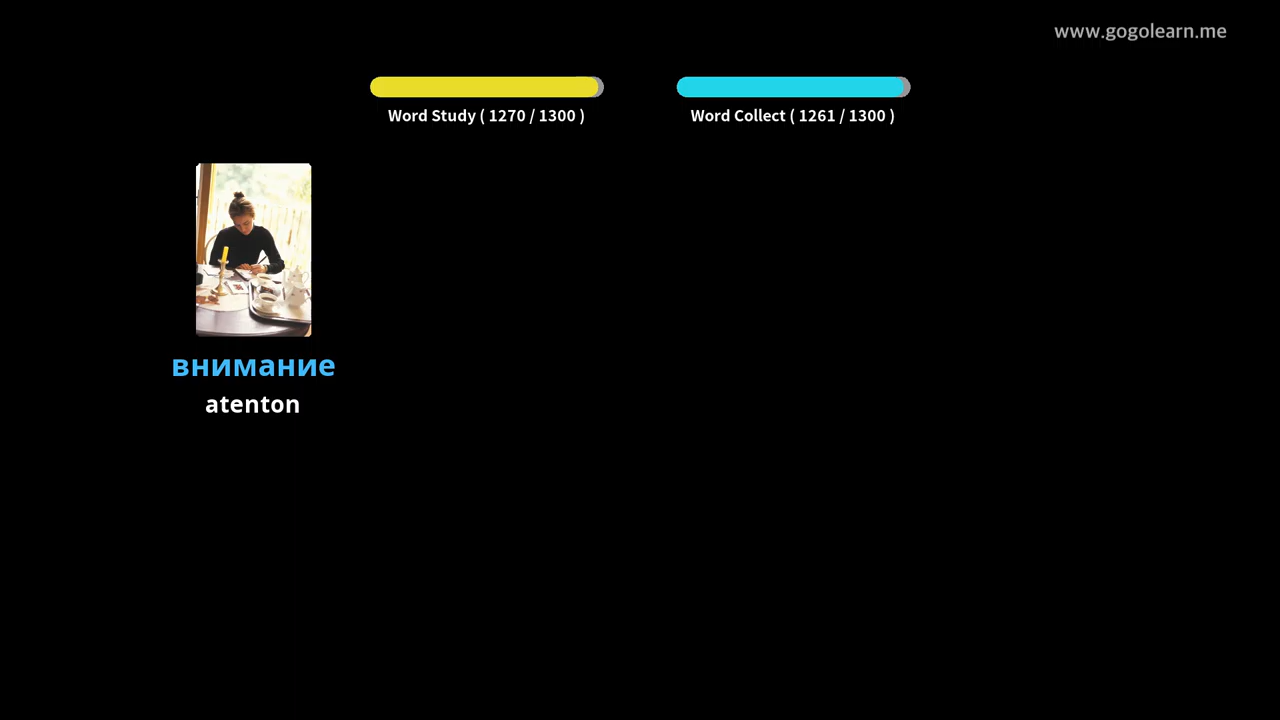 www.gogolearn.me
Word Study ( 1270 / 1300 )
Word Collect ( 1261 / 1300 )
внимание
atenton